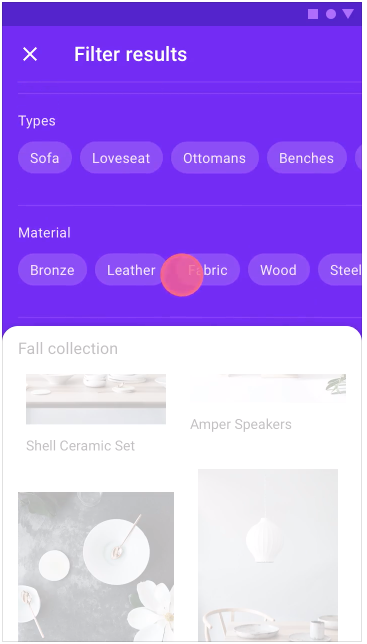 Filter results
Types
Sofa Loveseat Ottomans Benches
Material
Bronze Leather Fabric Wood Steel
Fall collection
Amper Speakers
Shell Ceramic Set